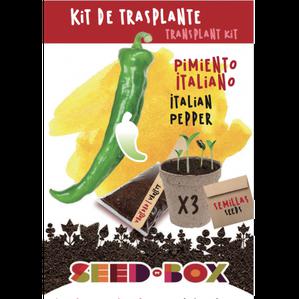 KIT DE TRASPLANTE
TRANSPLANT KIT
PIMIENTO
ITALIANO
ITALIAN
PEPPER
X3
SEMILLAS
SEEDS
SEED BOX